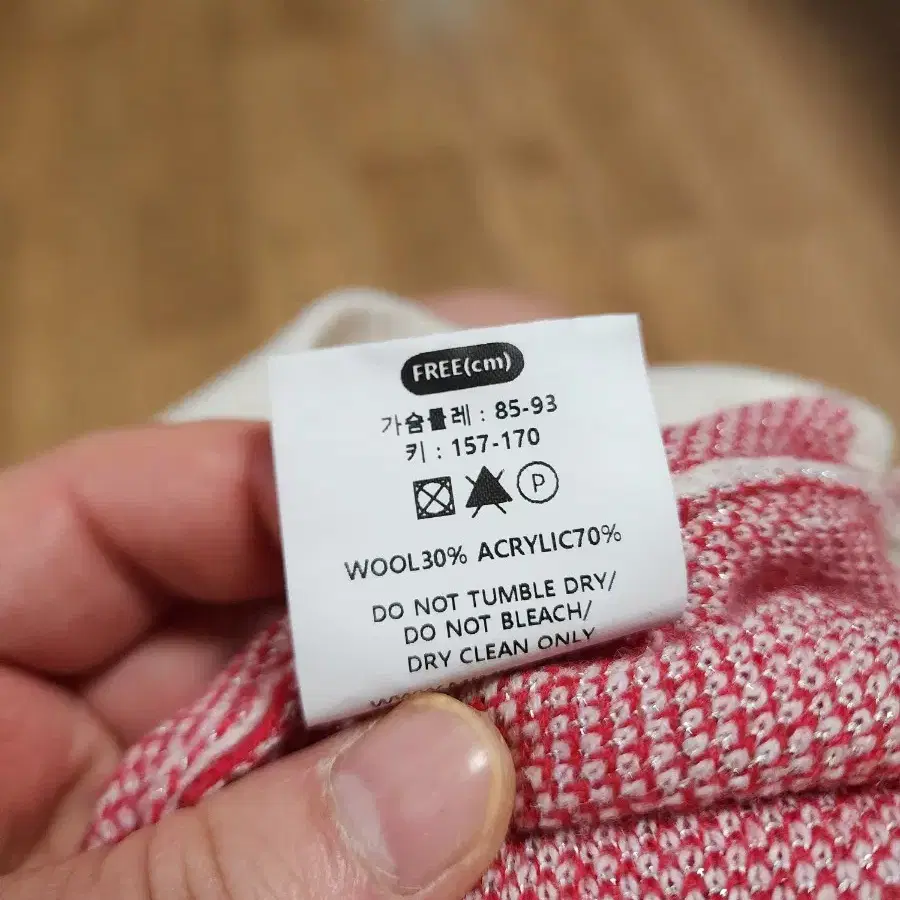 FREE(cm)
가슴둘레 : 85-93
키 : 157-170
P
WOOL30% ACRYLIC70%
DO NOT TUMBLE DRY/
DO NOT BLEACH/
DRY CLEAN ONLY